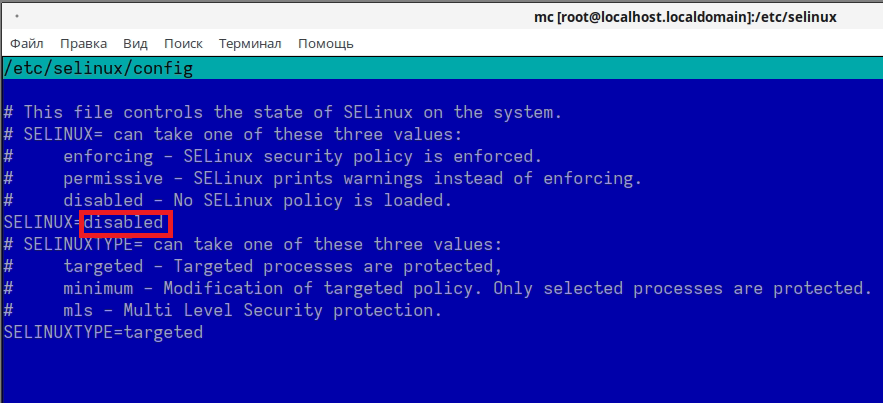 mc [root@localhost.localdomain]:/etc/selinux
Файл Правка Вид Поиск Терминал Помощь
/etc/selinux/config
# This file controls the state of SELinux on the system.
# SELINUX= can take one of these three values:
#     enforcing – SELinux security policy is enforced.
#     permissive – SELinux prints warnings instead of enforcing.
#     disabled – No SELinux policy is loaded.
SELINUX=disabled
# SELINUXTYPE= can take one of these three values:
#     targeted – Targeted processes are protected,
#     minimum – Modification of targeted policy. Only selected processes are protected.
#     mls – Multi Level Security protection.
SELINUXTYPE=targeted